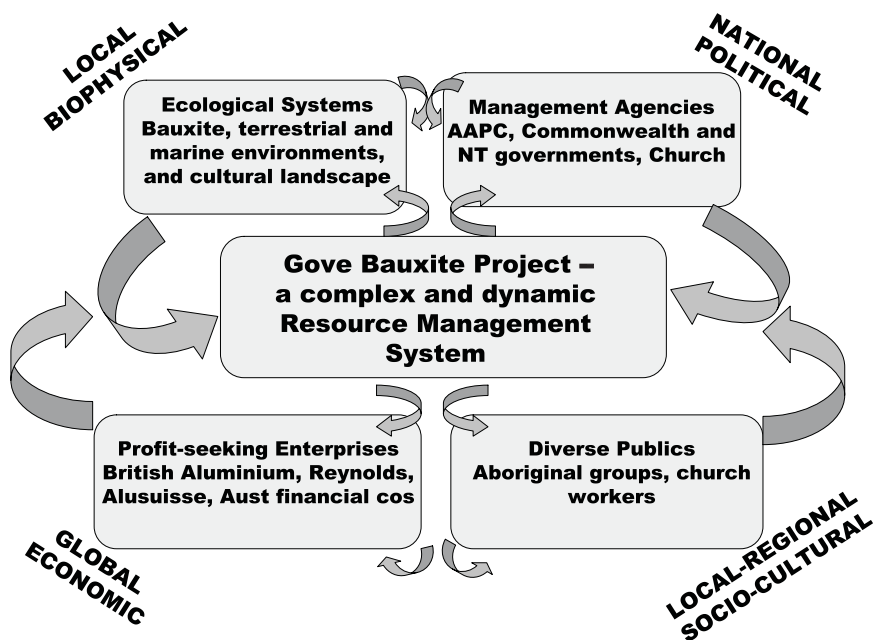 LOCAL
BIOPHYSICAL
NATIONAL
POLITICAL
Ecological Systems
Bauxite, terrestrial and
marine environments,
and cultural landscape
Management Agencies
AAPC, Commonwealth and
NT governments, Church
Gove Bauxite Project –
a complex and dynamic
Resource Management
System
Profit-seeking Enterprises
British Aluminium, Reynolds,
Alusuisse, Aust financial cos
Diverse Publics
Aboriginal groups, church
workers
GLOBAL
ECONOMIC
LOCAL-REGIONAL
SOCIO-CULTURAL